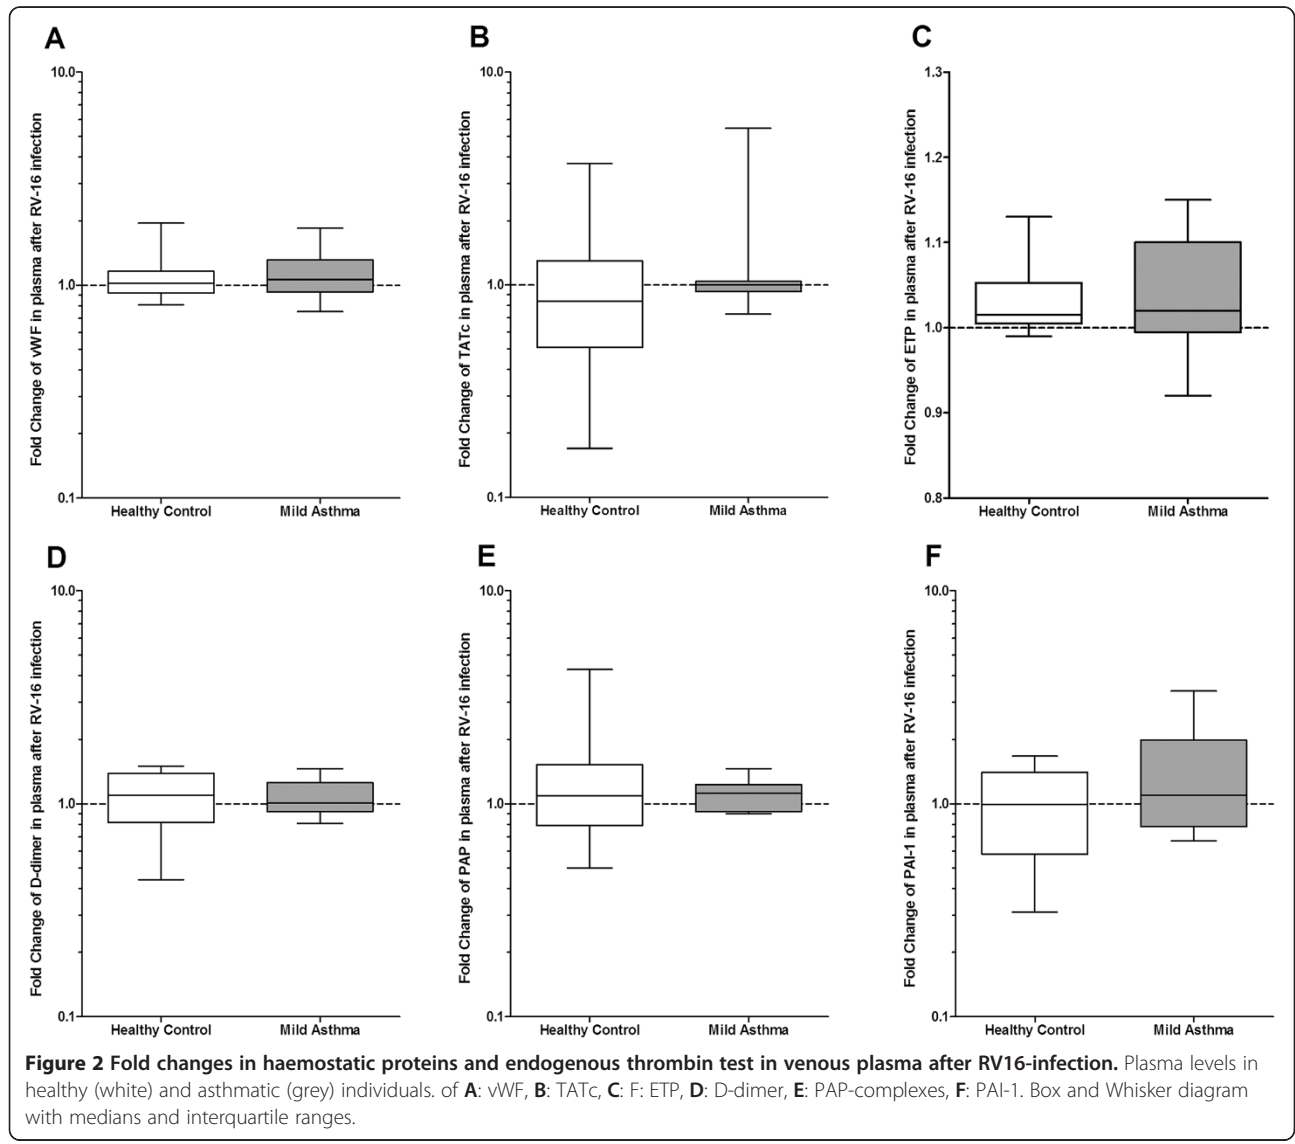 A
B
C
Fold Change of vWF in plasma after RV-16 infection
10.0
1.0
0.1
Healthy Control
Mild Asthma
Fold Change of TATc in plasma after RV-16 infection
10.0
1.0
0.1
Healthy Control
Mild Asthma
Fold Change of ETP in plasma after RV-16 infection
1.3
1.2
1.1
1.0
0.9
0.8
Healthy Control
Mild Asthma
D
E
F
Fold Change of D-dimer in plasma after RV-16 infection
10.0
1.0
0.1
Healthy Control
Mild Asthma
Fold Change of PAP in plasma after RV-16 infection
10.0
1.0
0.1
Healthy Control
Mild Asthma
Fold Change of PAI-1 in plasma after RV-16 infection
10.0
1.0
0.1
Healthy Control
Mild Asthma
Figure 2 Fold changes in haemostatic proteins and endogenous thrombin test in venous plasma after RV16-infection. Plasma levels in
healthy (white) and asthmatic (grey) individuals. of A: vWF, B: TATc, C: F: ETP, D: D-dimer, E: PAP-complexes, F: PAI-1. Box and Whisker diagram
with medians and interquartile ranges.